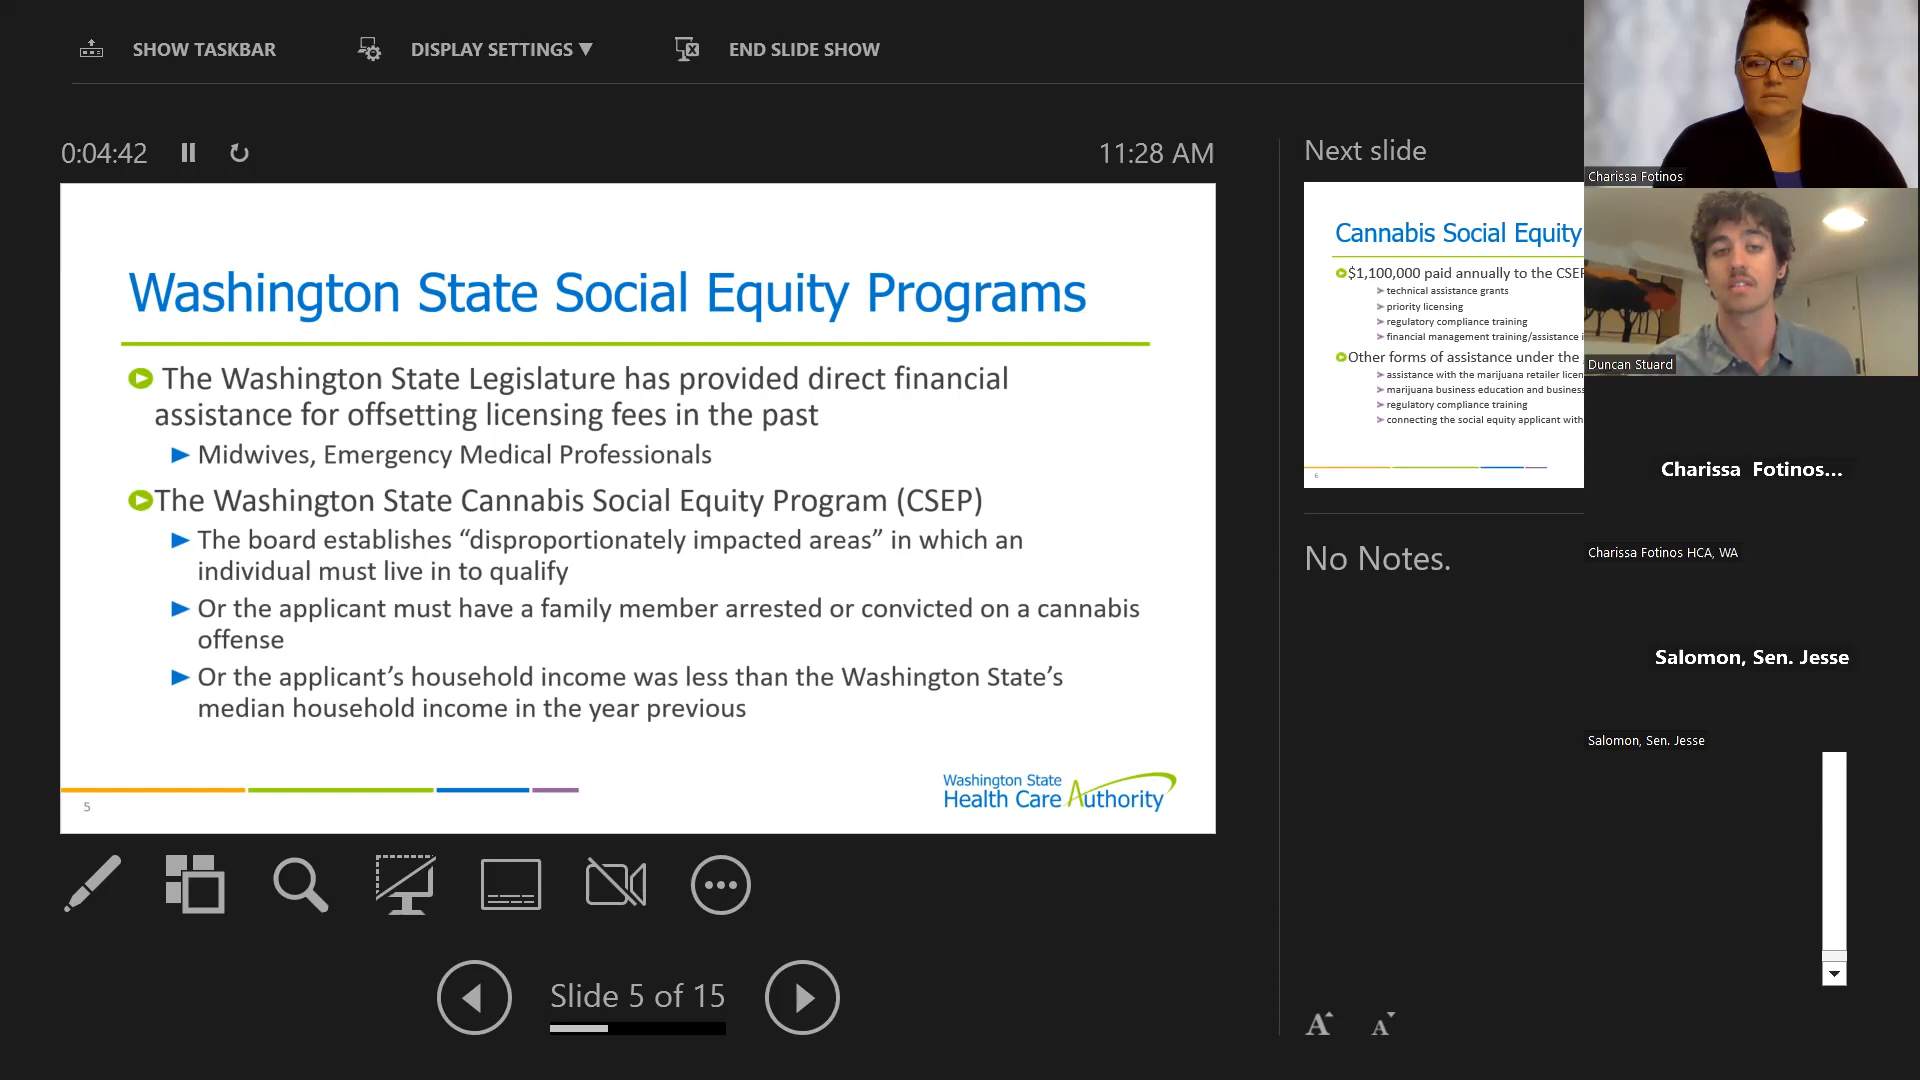 SHOW TASKBAR
DISPLAY SETTINGS ▼
END SLIDE SHOW
0:04:42
11:28 AM
Washington State Social Equity Programs
The Washington State Legislature has provided direct financial
assistance for offsetting licensing fees in the past
Midwives, Emergency Medical Professionals
The Washington State Cannabis Social Equity Program (CSEP)
The board establishes “disproportionately impacted areas” in which an
individual must live in to qualify
Or the applicant must have a family member arrested or convicted on a cannabis
offense
Or the applicant’s household income was less than the Washington State’s
median household income in the year previous
5
Washington State
Health Care Authority
Slide 5 of 15
Next slide
Cannabis Social Equity
$1,100,000 paid annually to the CSEP
technical assistance grants
priority licensing
regulatory compliance training
financial management training/assistance i
Other forms of assistance under the
assistance with the marijuana retailer licen
marijuana business education and business
regulatory compliance training
connecting the social equity applicant with
6
No Notes.
A A
Charissa Fotinos
Duncan Stuard
Charissa Fotinos...
Charissa Fotinos HCA, WA
Salomon, Sen. Jesse
Salomon, Sen. Jesse